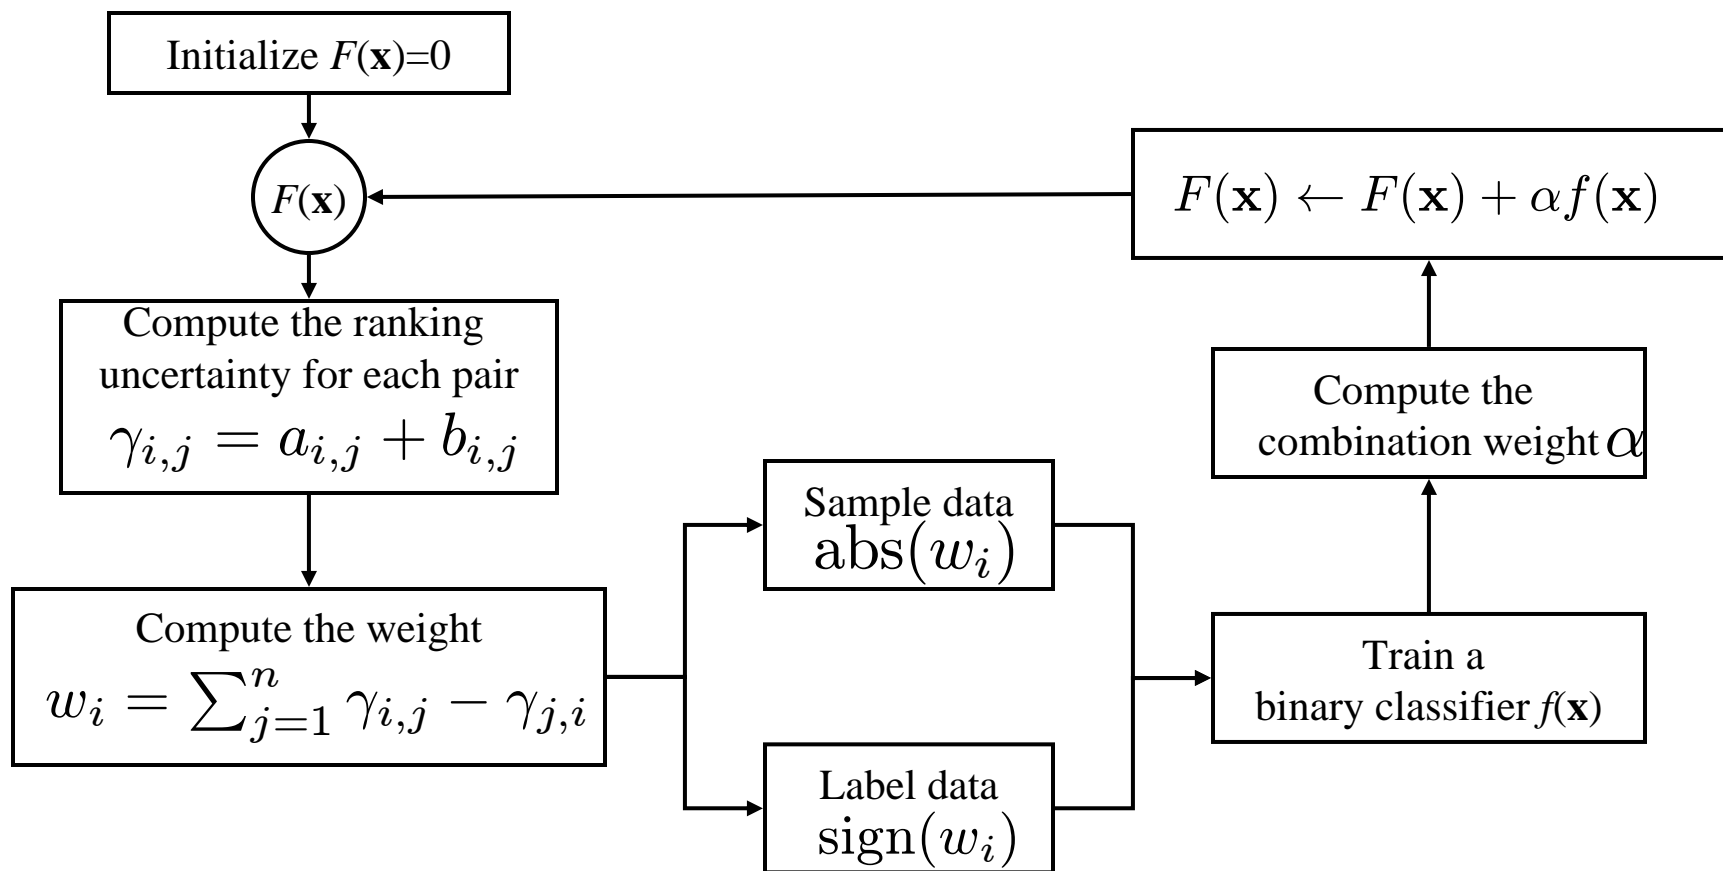 Initialize F(x)=0
F(x)
Compute the ranking
uncertainty for each pair
γ_{i,j} = a_{i,j} + b_{i,j}
Compute the weight
w_i = ∑_{j=1}^{n} γ_{i,j} − γ_{j,i}
Sample data
abs(w_i)
Label data
sign(w_i)
Train a
binary classifier f(x)
Compute the
combination weight α
F(x) ← F(x) + αf(x)